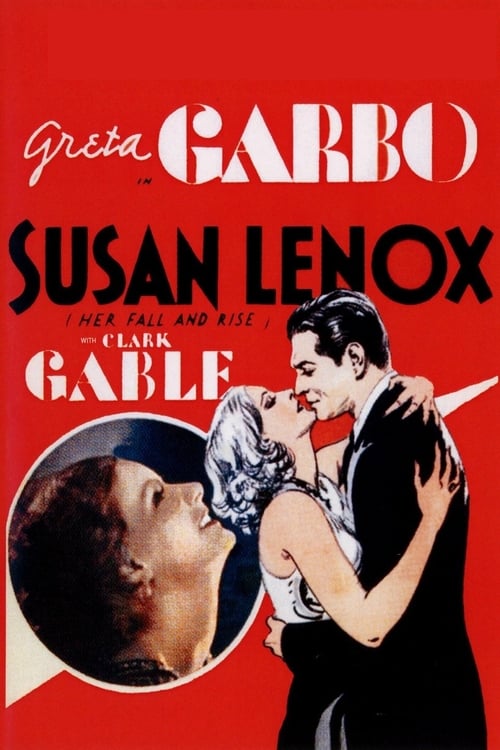 Greta GARBO
IN
SUSAN LENOX
(HER FALL AND RISE)
WITH CLARK
GABLE